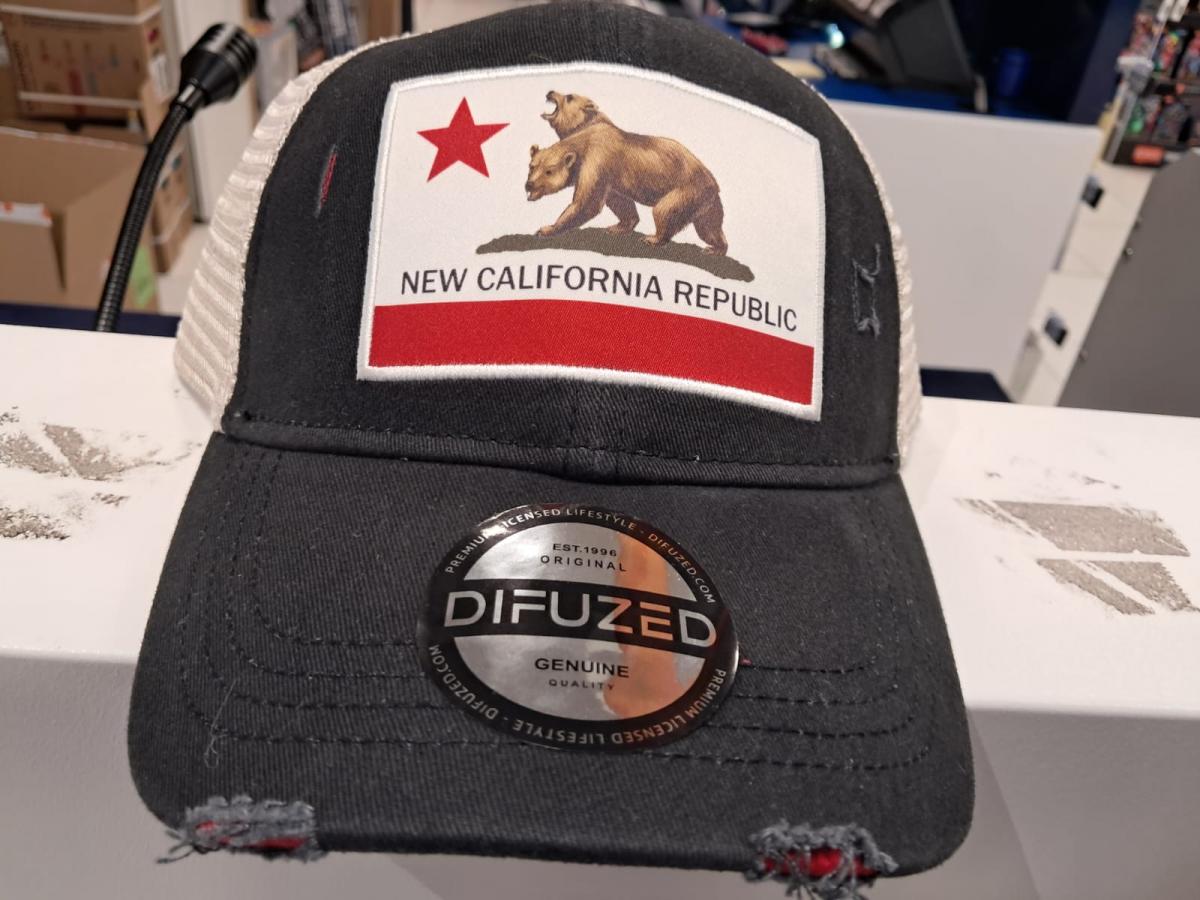 NEW CALIFORNIA REPUBLIC
PREMIUM LICENSED LIFESTYLE - DIFUZED.COM
EST.1996
ORIGINAL
DIFUZED
GENUINE
QUALITY
PREMIUM LICENSED LIFESTYLE - DIFUZED.COM